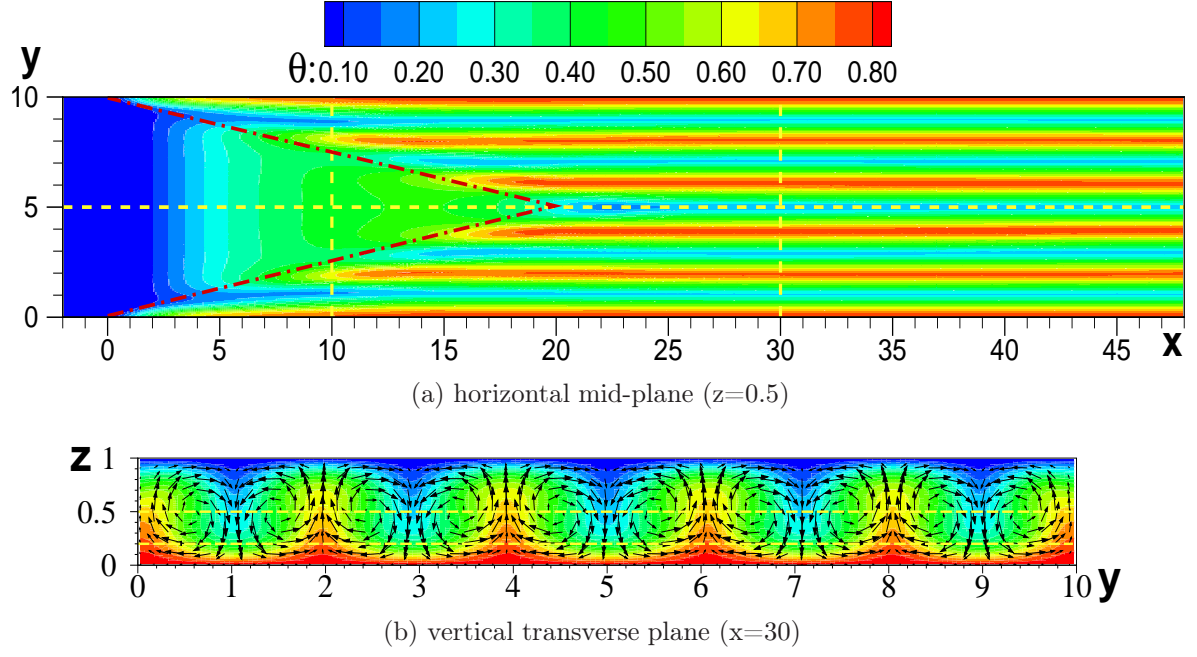 θ: 0.10 0.20 0.30 0.40 0.50 0.60 0.70 0.80
y
10
5
0
0 5 10 15 20 25 30 35 40 45 x
(a) horizontal mid-plane (z=0.5)
z 1
0.5
0
0 1 2 3 4 5 6 7 8 9 10 y
(b) vertical transverse plane (x=30)